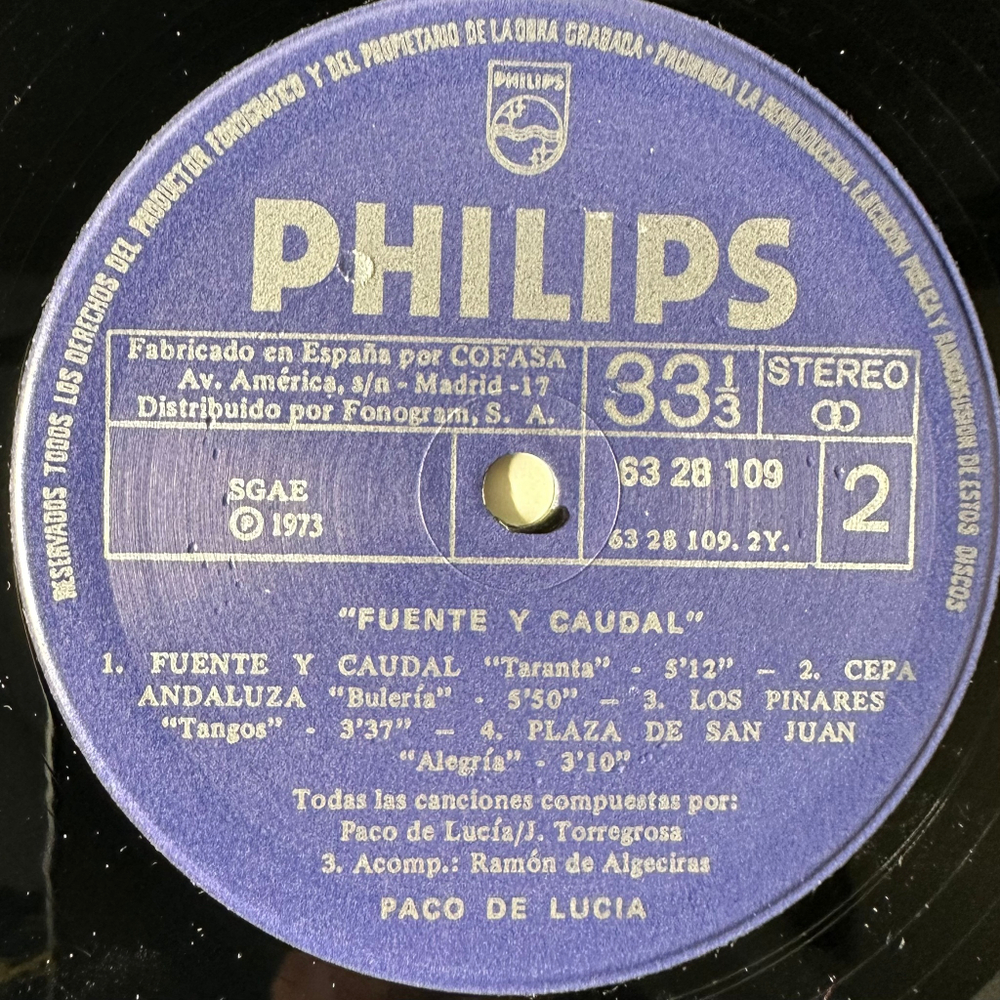 RESERVADOS TODOS LOS DERECHOS DEL PRODUCTOR FONOGRAFICO Y DEL PROPIETARIO DE LA OBRA GRABADA · PROHIBIDA LA REPRODUCCION, EJECUCION PUBLICA Y RADIODIFUSION DE ESTOS DISCOS
PHILIPS
PHILIPS
Fabricado en España por COFASA
Av. América, s/n - Madrid -17
Distribuido por Fonogram, S. A.
33 1/3
STEREO
SGAE
Ⓟ 1973
63 28 109
63 28 109. 2Y.
2
"FUENTE Y CAUDAL"
1. FUENTE Y CAUDAL "Taranta" - 5'12" — 2. CEPA
ANDALUZA "Bulería" - 5'50" — 3. LOS PINARES
"Tangos" - 3'37" — 4. PLAZA DE SAN JUAN
"Alegría" - 3'10"
Todas las canciones compuestas por:
Paco de Lucía/J. Torregrosa
3. Acomp.: Ramón de Algeciras
PACO DE LUCIA